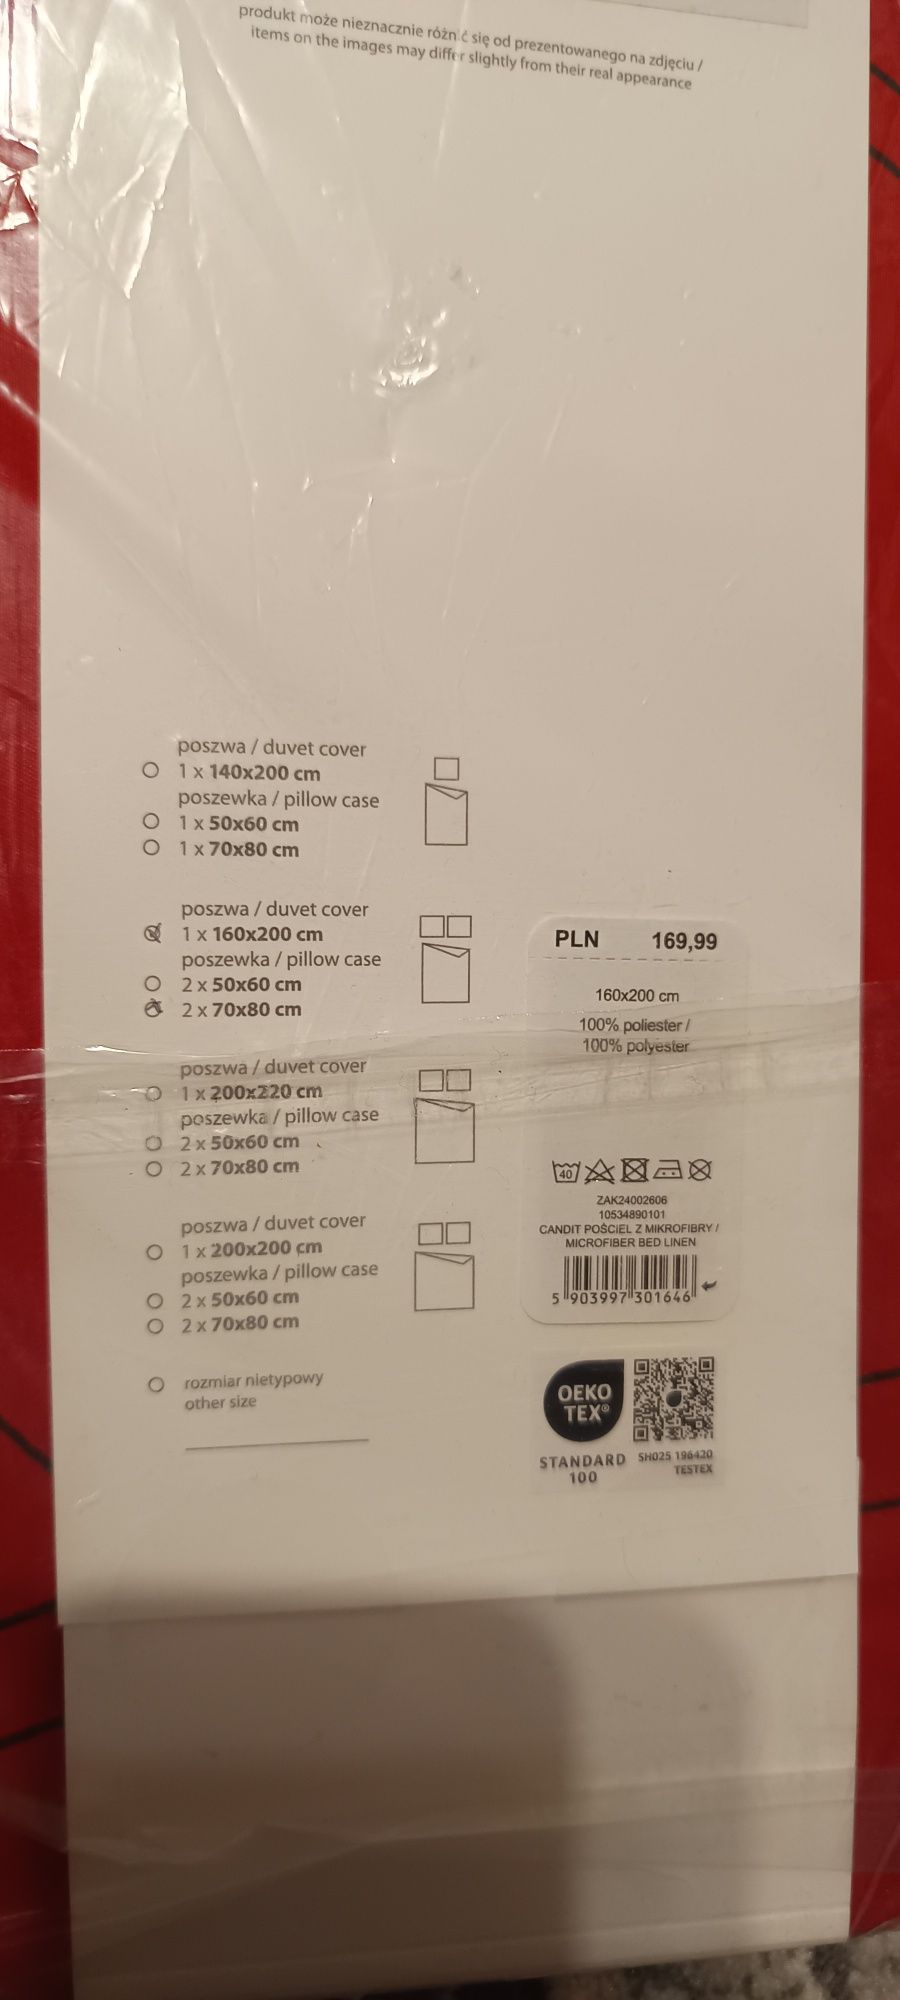 produkt może nieznacznie różnić się od prezentowanego na zdjęciu /
items on the images may differ slightly from their real appearance
poszwa / duvet cover
1 x 140x200 cm
poszewka / pillow case
1 x 50x60 cm
1 x 70x80 cm
poszwa / duvet cover
1 x 160x200 cm
poszewka / pillow case
2 x 50x60 cm
2 x 70x80 cm
poszwa / duvet cover
1 x 200x220 cm
poszewka / pillow case
2 x 50x60 cm
2 x 70x80 cm
poszwa / duvet cover
1 x 200x200 cm
poszewka / pillow case
2 x 50x60 cm
2 x 70x80 cm
rozmiar nietypowy
other size
PLN 169,99
160x200 cm
100% poliester /
100% polyester
40
ZAK24002606
10534890101
CANDIT POŚCIEL Z MIKROFIBRY /
MICROFIBER BED LINEN
5 903997 301646
OEKO
TEX®
STANDARD
100
SH025 196420
TESTEX